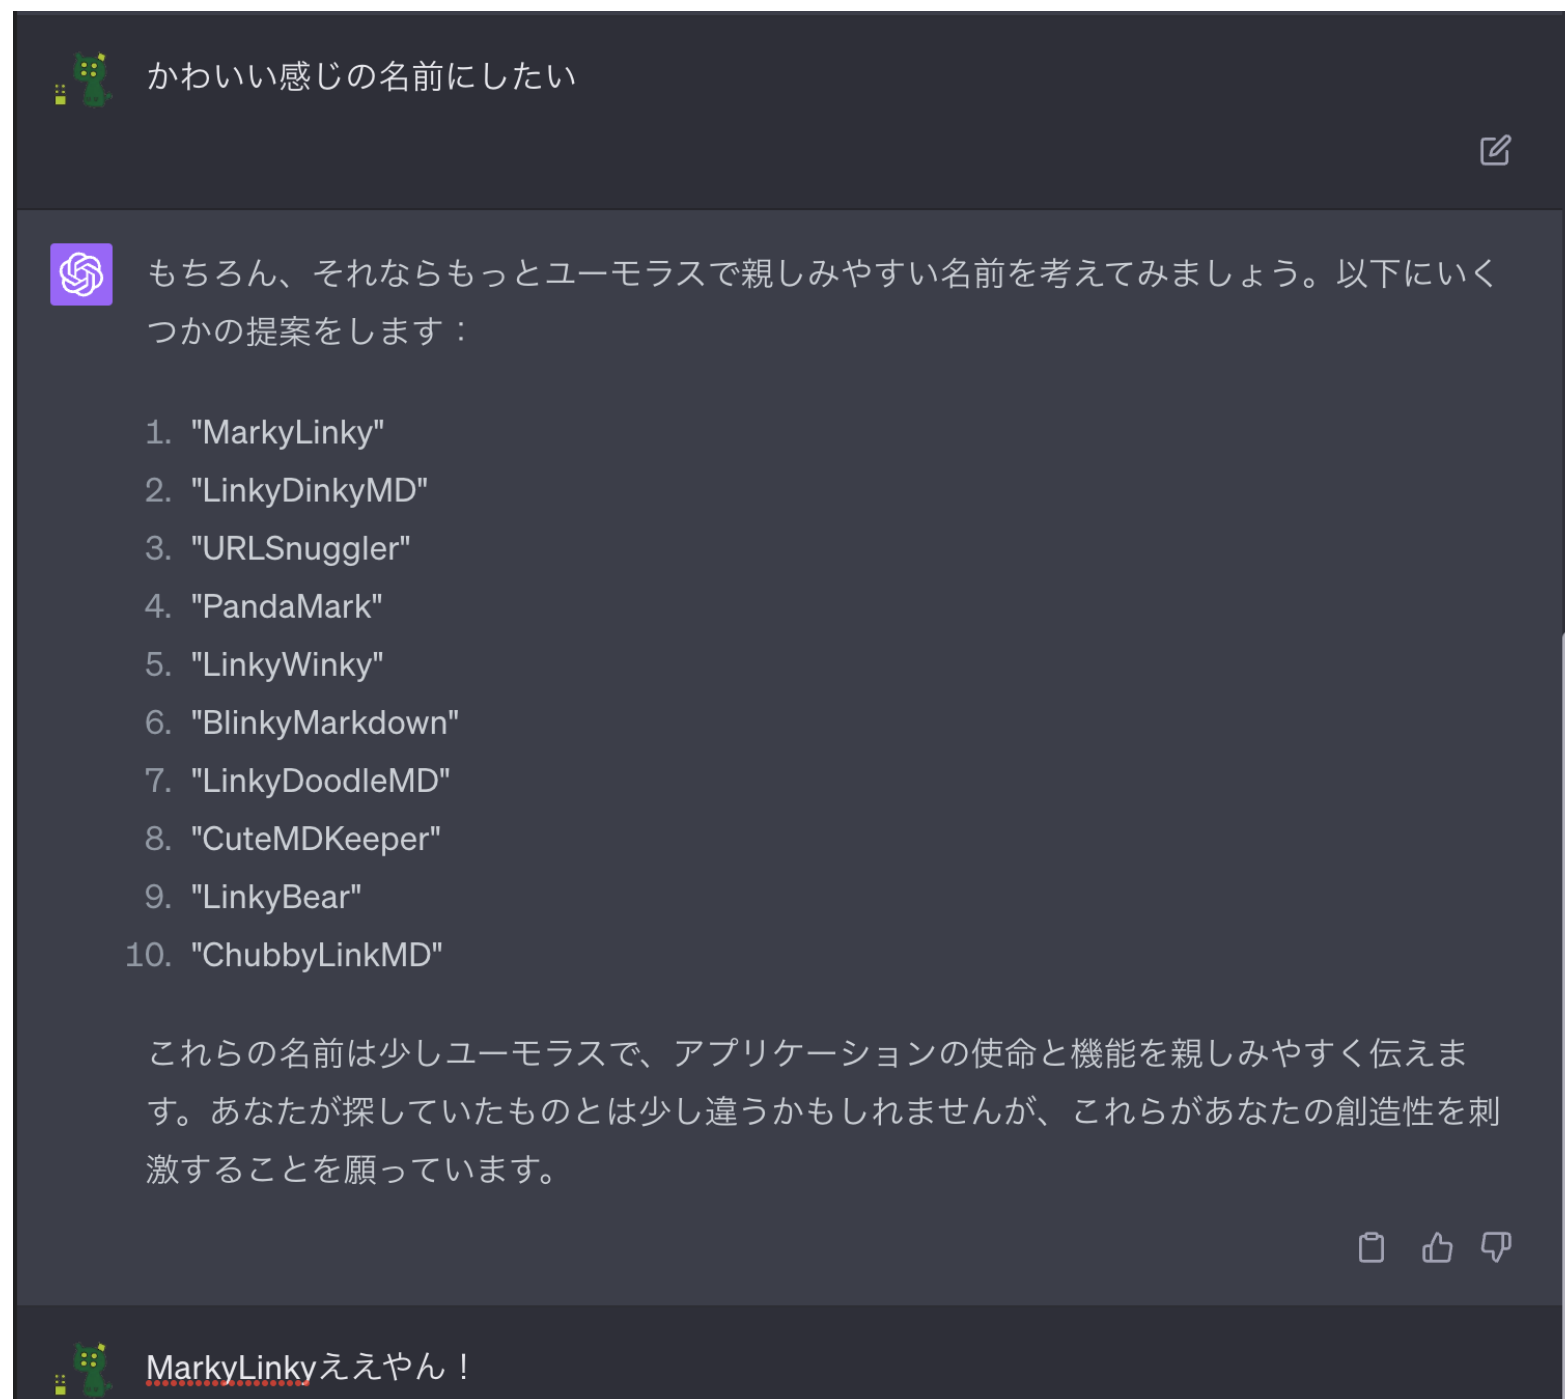 かわいい感じの名前にしたい
もちろん、それならもっとユーモラスで親しみやすい名前を考えてみましょう。以下にいく
つかの提案をします：
1. "MarkyLinky"
2. "LinkyDinkyMD"
3. "URLSnuggler"
4. "PandaMark"
5. "LinkyWinky"
6. "BlinkyMarkdown"
7. "LinkyDoodleMD"
8. "CuteMDKeeper"
9. "LinkyBear"
10. "ChubbyLinkMD"
これらの名前は少しユーモラスで、アプリケーションの使命と機能を親しみやすく伝えま
す。あなたが探していたものとは少し違うかもしれませんが、これらがあなたの創造性を刺
激することを願っています。
MarkyLinkyええやん！